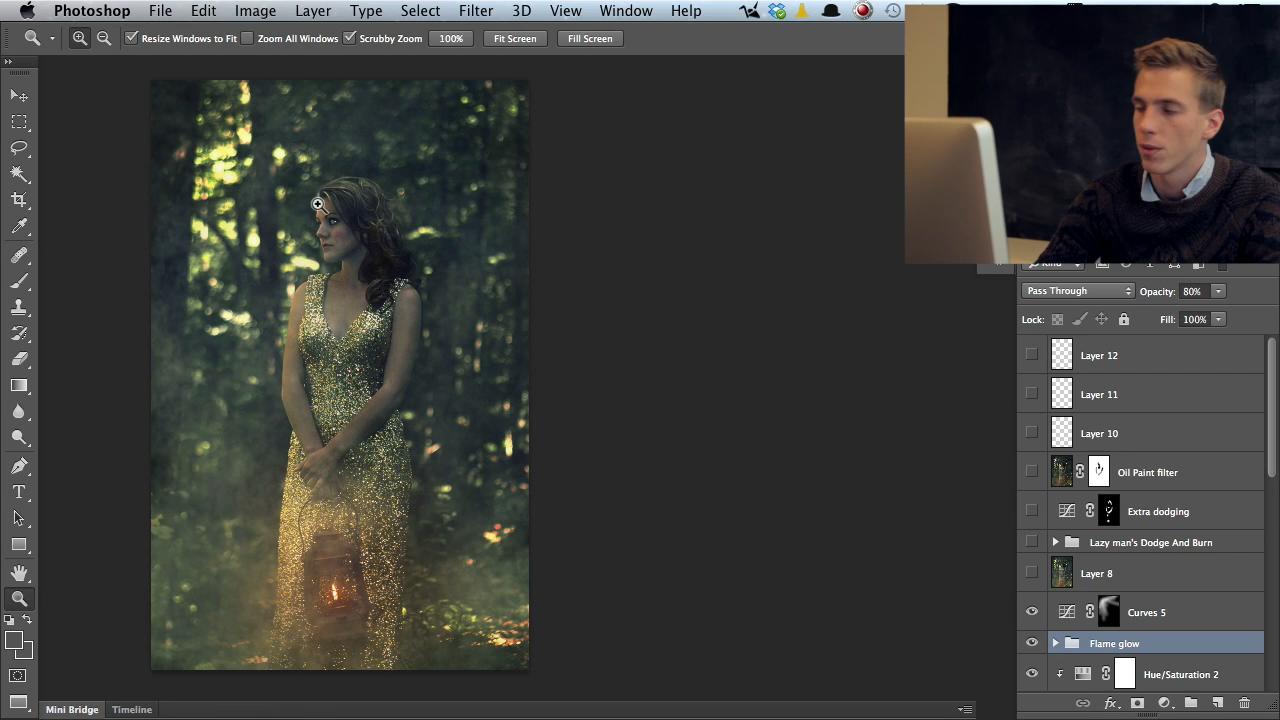 Photoshop File Edit Image Layer Type Select Filter 3D View Window Help
Resize Windows to Fit Zoom All Windows Scrubby Zoom 100% Fit Screen Fill Screen
Kind
Pass Through Opacity: 80%
Lock: Fill: 100%
Layer 12
Layer 11
Layer 10
Oil Paint filter
Extra dodging
Lazy man's Dodge And Burn
Layer 8
Curves 5
Flame glow
Hue/Saturation 2
fx
Mini Bridge Timeline